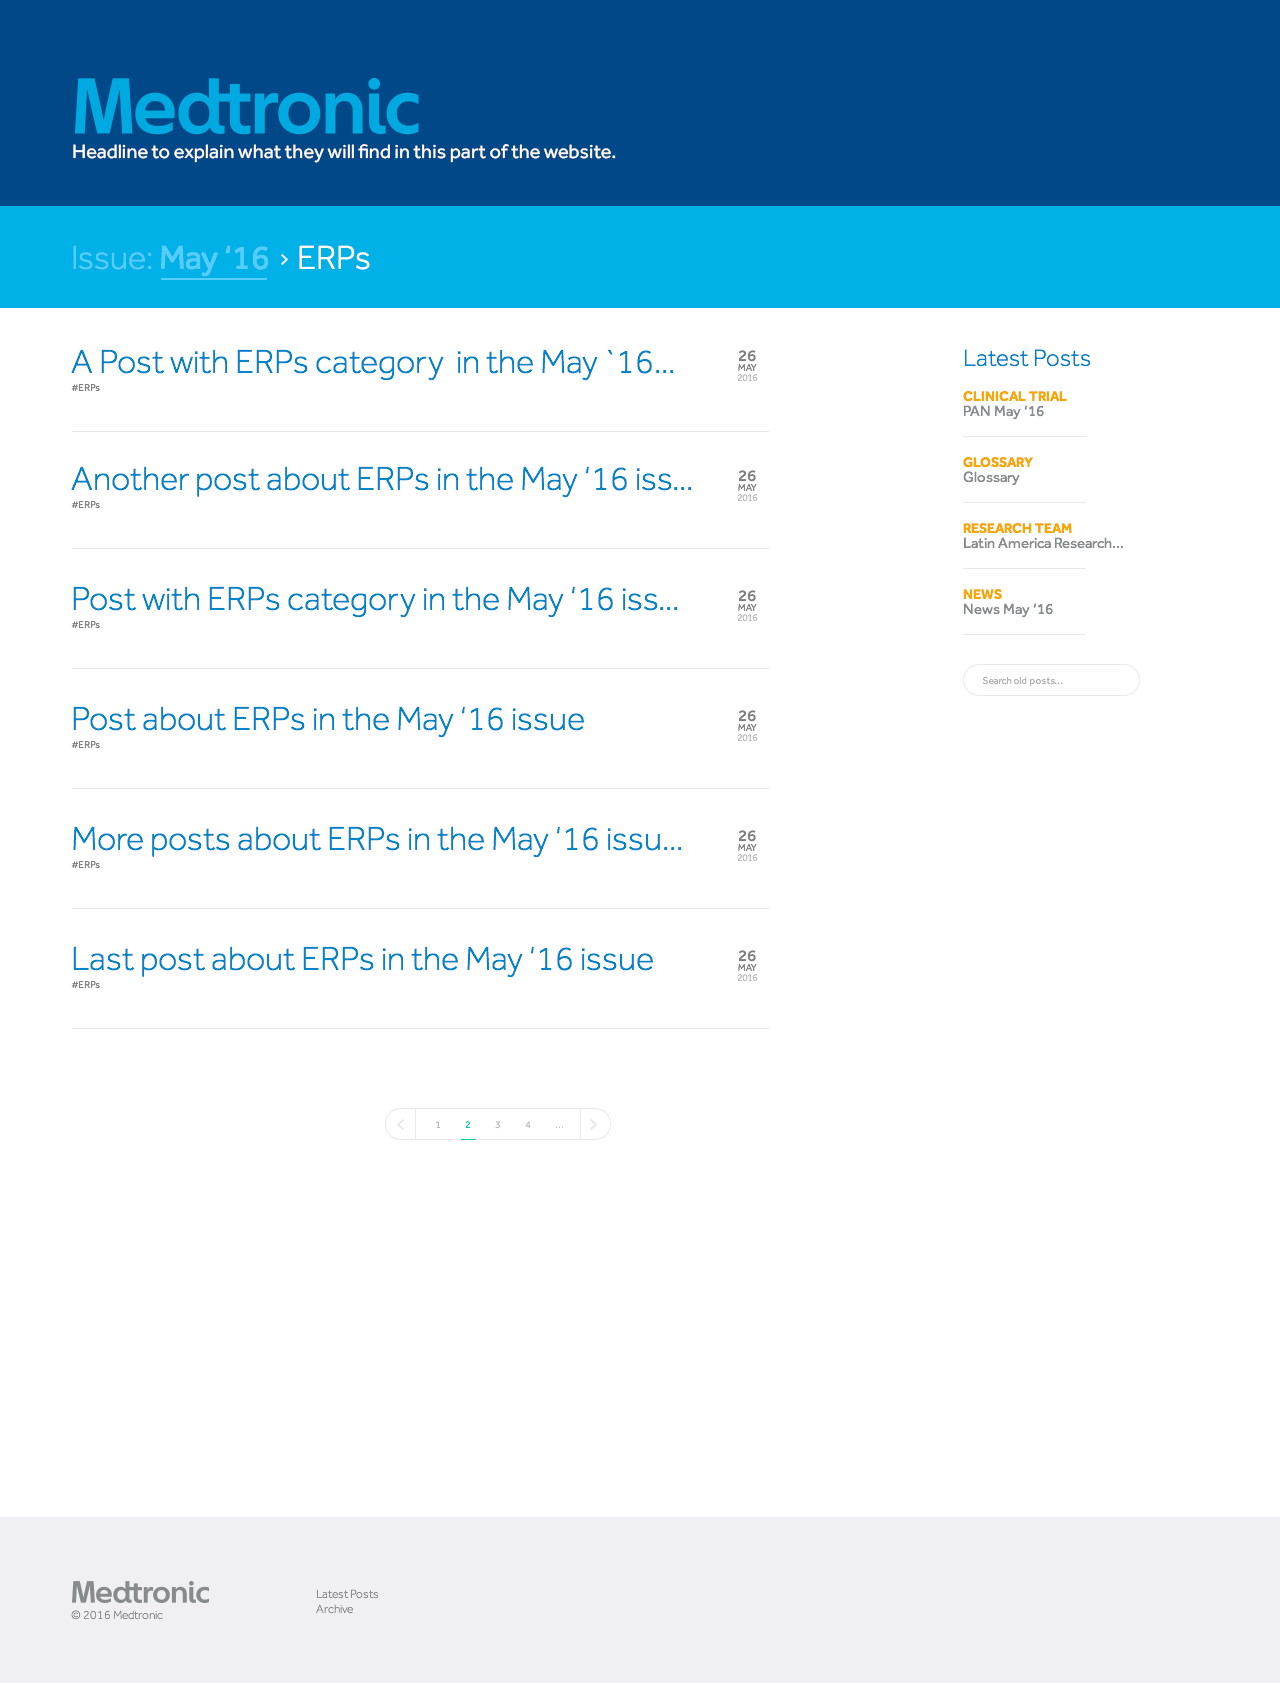 Medtronic
Headline to explain what they will find in this part of the website.
Issue: May ‘16 › ERPs
A Post with ERPs category  in the May `16...
#ERPs
26
MAY
2016
Another post about ERPs in the May ‘16 iss...
#ERPs
26
MAY
2016
Post with ERPs category in the May ‘16 iss...
#ERPs
26
MAY
2016
Post about ERPs in the May ‘16 issue
#ERPs
26
MAY
2016
More posts about ERPs in the May ‘16 issu...
#ERPs
26
MAY
2016
Last post about ERPs in the May ‘16 issue
#ERPs
26
MAY
2016
1 2 3 4 ...
Latest Posts
CLINICAL TRIAL
PAN May ‘16
GLOSSARY
Glossary
RESEARCH TEAM
Latin America Research...
NEWS
News May ‘16
Search old posts...
Medtronic
© 2016 Medtronic
Latest Posts
Archive